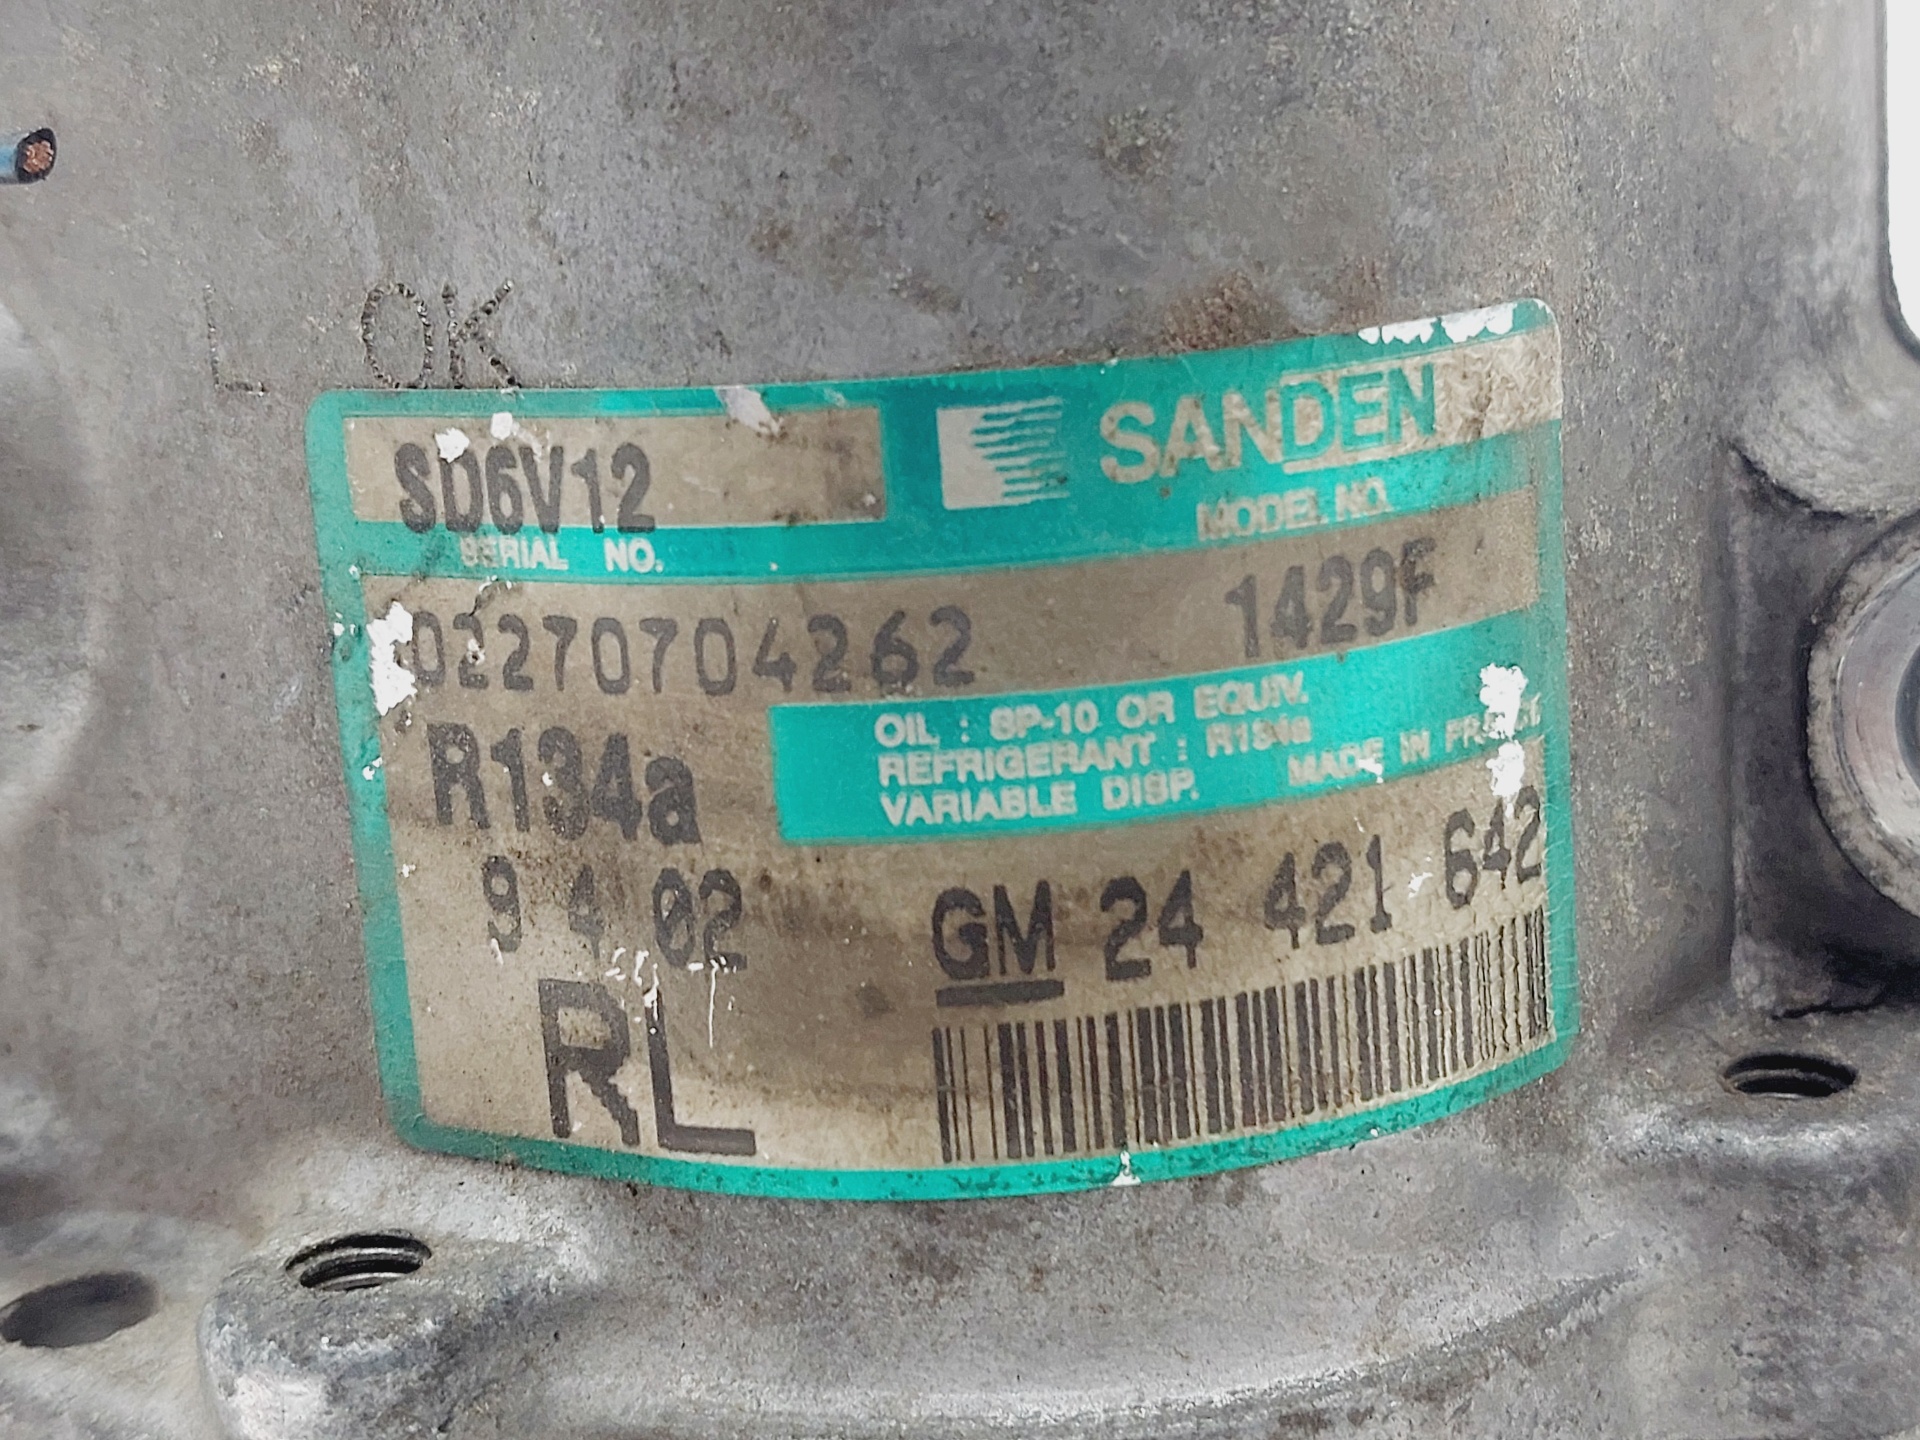 L OK
SD6V12
SANDEN
SERIAL NO.
MODEL NO.
02270704262
1429F
R134a
OIL : SP-10 OR EQUIV.
REFRIGERANT : R134a
VARIABLE DISP.
MADE IN FRANCE
9 4 02
GM 24 421 642
RL